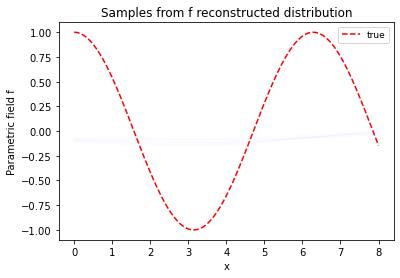 Samples from f reconstructed distribution
true
Parametric field f
1.00
0.75
0.50
0.25
0.00
−0.25
−0.50
−0.75
−1.00
0 1 2 3 4 5 6 7 8
x